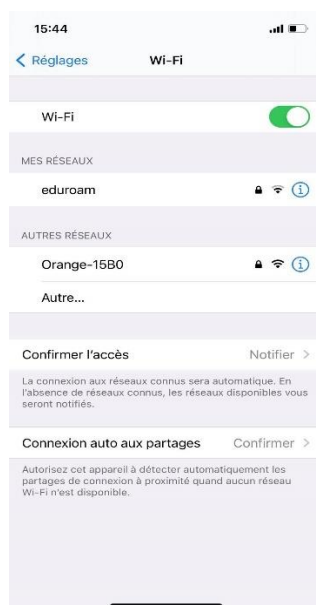 15:44
Réglages
Wi-Fi
Wi-Fi
MES RÉSEAUX
eduroam
AUTRES RÉSEAUX
Orange-15B0
Autre...
Confirmer l'accès Notifier
La connexion aux réseaux connus sera automatique. En
l'absence de réseaux connus, les réseaux disponibles vous
seront notifiés.
Connexion auto aux partages Confirmer
Autorisez cet appareil à détecter automatiquement les
partages de connexion à proximité quand aucun réseau
Wi-Fi n'est disponible.